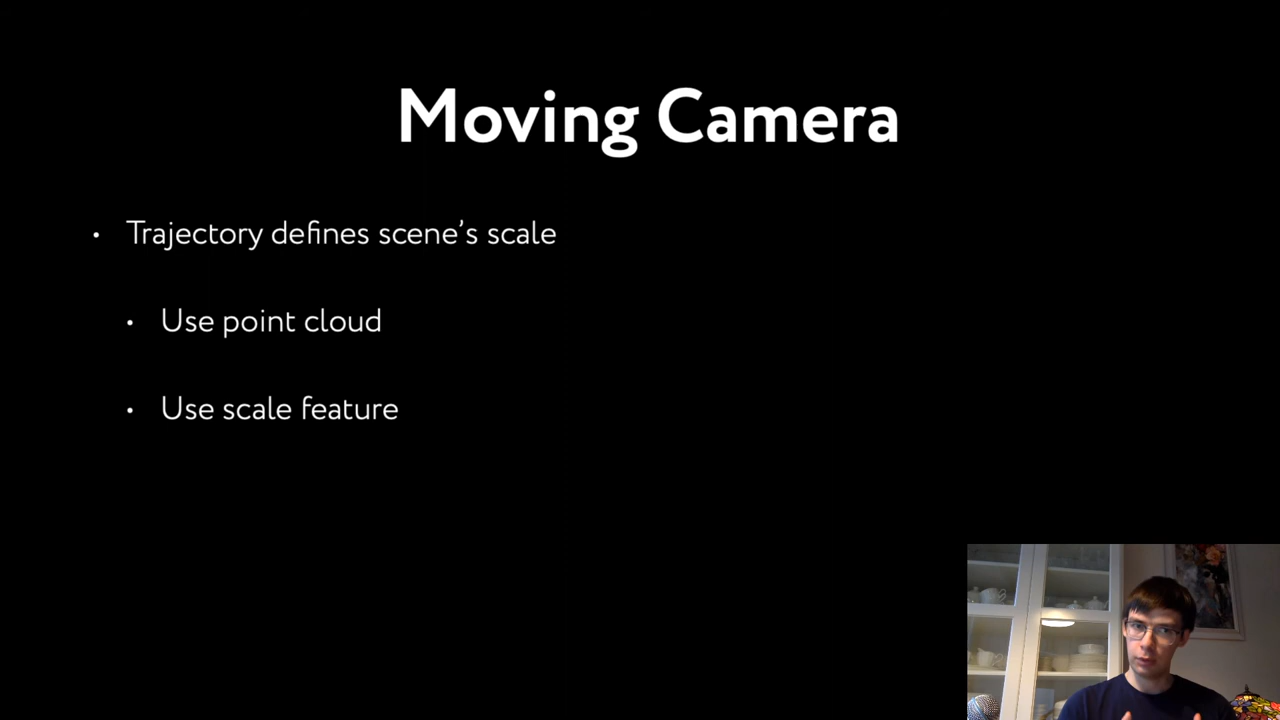 Moving Camera
• Trajectory defines scene’s scale
• Use point cloud
• Use scale feature